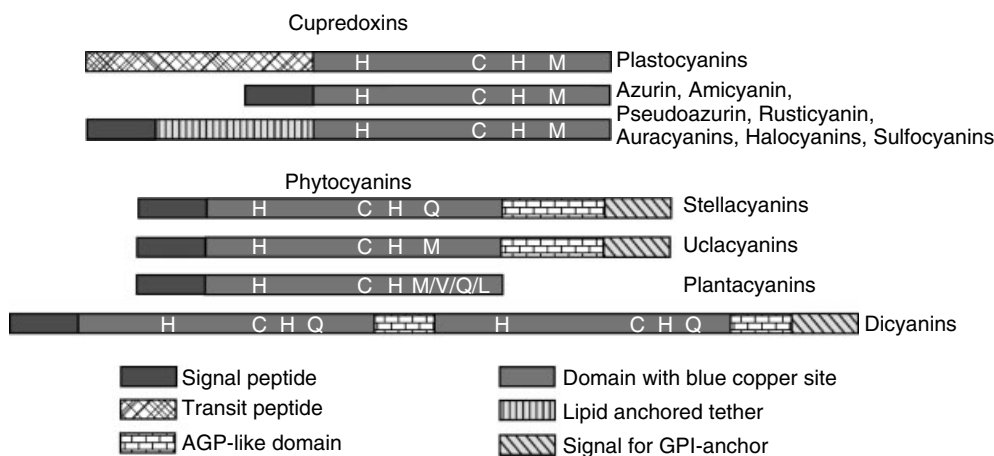 Cupredoxins
H C H M Plastocyanins
H C H M Azurin, Amicyanin,
Pseudoazurin, Rusticyanin,
H C H M Auracyanins, Halocyanins, Sulfocyanins
Phytocyanins
H C H Q Stellacyanins
H C H M Uclacyanins
H C H M/V/Q/L Plantacyanins
H C H Q H C H Q Dicyanins
Signal peptide Domain with blue copper site
Transit peptide Lipid anchored tether
AGP-like domain Signal for GPI-anchor